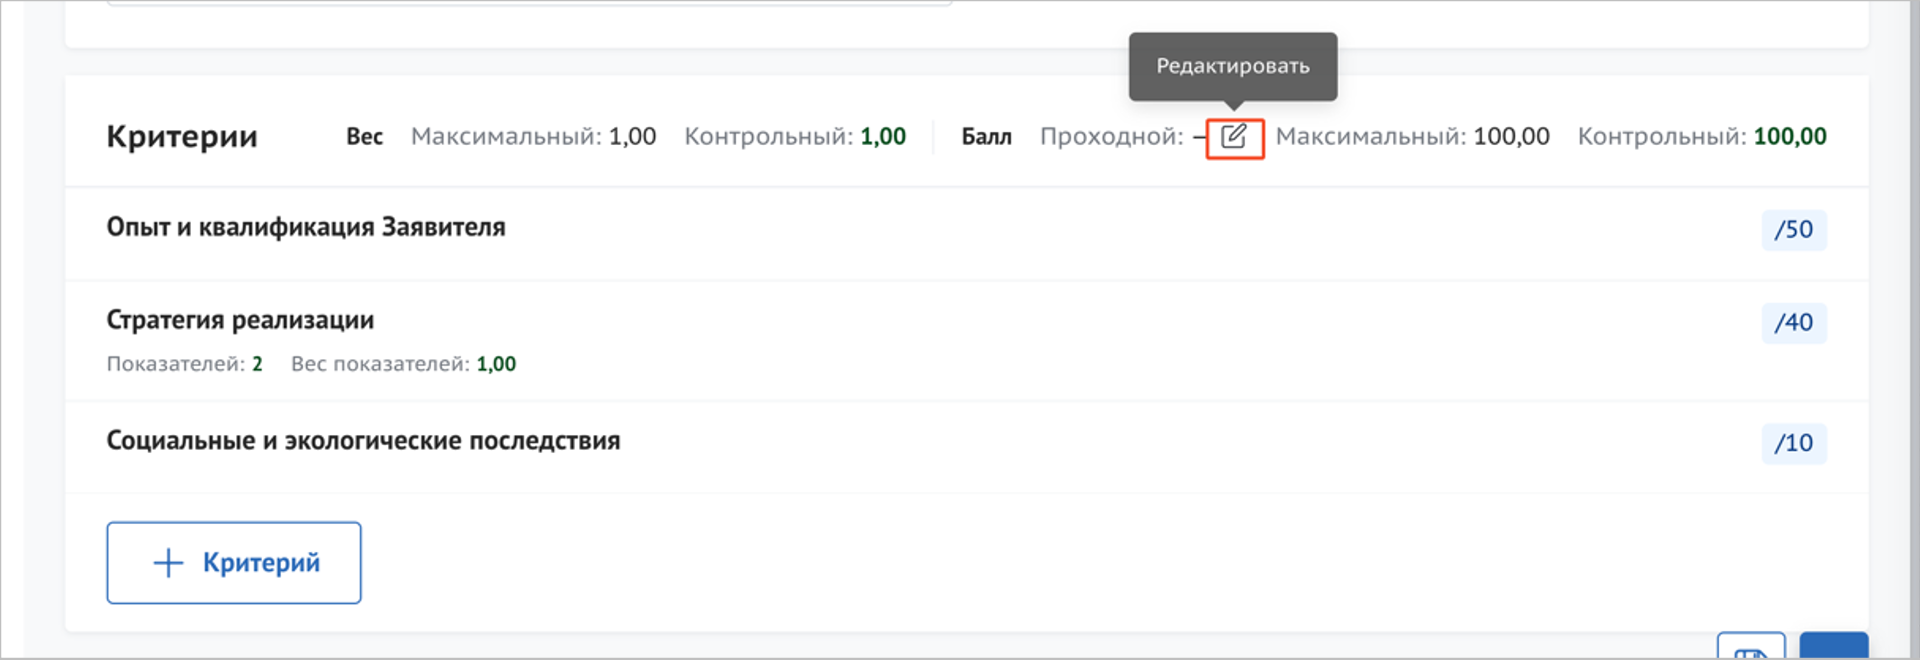 Редактировать
Критерии Вес Максимальный: 1,00 Контрольный: 1,00 Балл Проходной: – Максимальный: 100,00 Контрольный: 100,00
Опыт и квалификация Заявителя /50
Стратегия реализации /40
Показателей: 2 Вес показателей: 1,00
Социальные и экологические последствия /10
+ Критерий